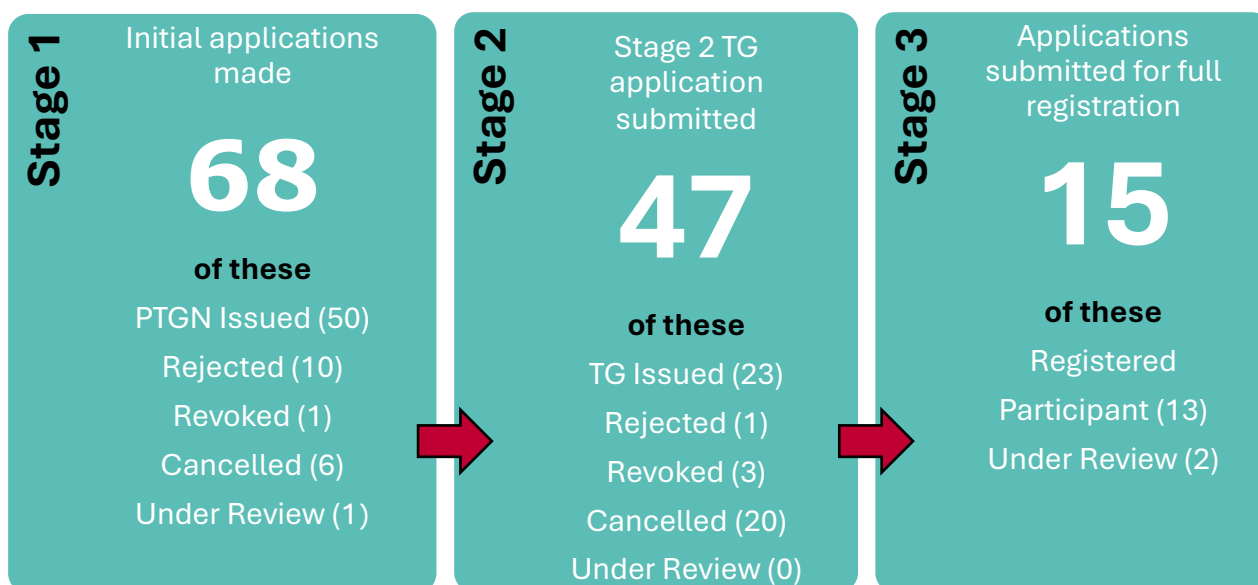 Stage 1
Initial applications
made
68
of these
PTGN Issued (50)
Rejected (10)
Revoked (1)
Cancelled (6)
Under Review (1)
Stage 2
Stage 2 TG
application
submitted
47
of these
TG Issued (23)
Rejected (1)
Revoked (3)
Cancelled (20)
Under Review (0)
Stage 3
Applications
submitted for full
registration
15
of these
Registered
Participant (13)
Under Review (2)